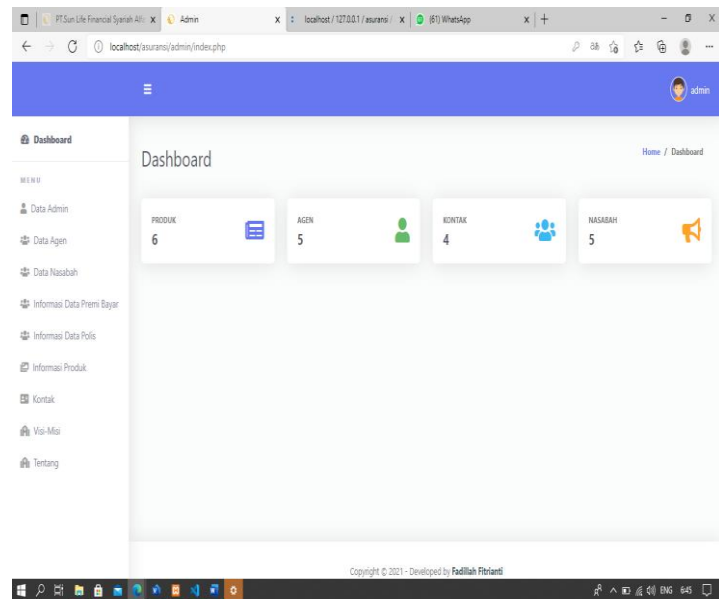 PT.Sun Life Financial Syariah
Admin
localhost / 127.0.0.1 / asuransi /
(61) WhatsApp
localhost/asuransi/admin/index.php
admin
Dashboard
Dashboard
Home / Dashboard
MENU
Data Admin
Data Agen
Data Nasabah
Informasi Data Premi Bayar
Informasi Data Polis
Informasi Produk
Kontak
Visi-Misi
Tentang
PRODUK
6
AGEN
5
KONTAK
4
NASABAH
5
Copyright © 2021 - Developed by Fadillah Fitrianti
ENG 6:45